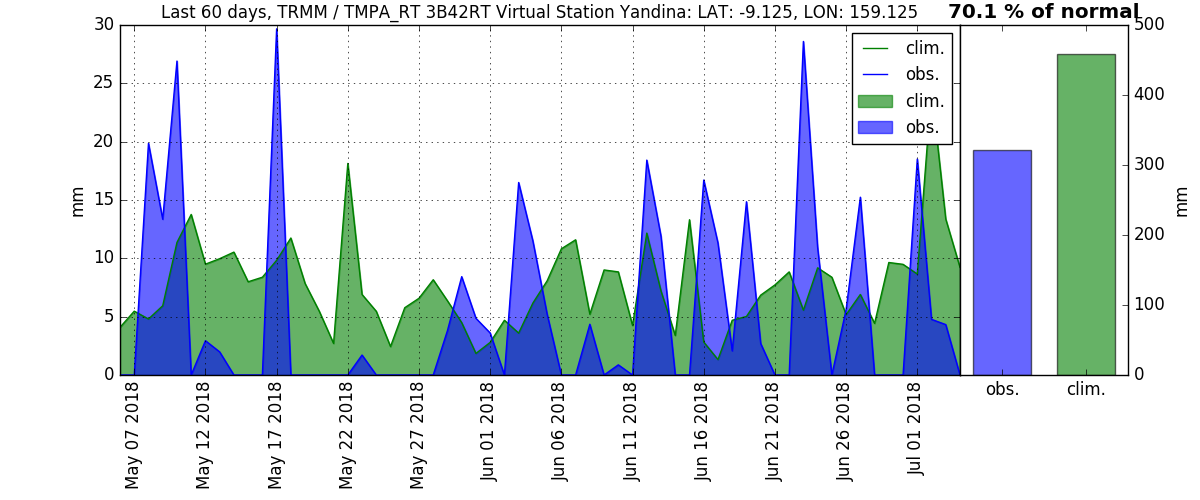 Last 60 days, TRMM / TMPA_RT 3B42RT Virtual Station Yandina: LAT: -9.125, LON: 159.125
70.1 % of normal
30
25
20
15
10
5
0
mm
clim.
obs.
clim.
obs.
500
400
300
200
100
0
mm
obs.
clim.
May 07 2018
May 12 2018
May 17 2018
May 22 2018
May 27 2018
Jun 01 2018
Jun 06 2018
Jun 11 2018
Jun 16 2018
Jun 21 2018
Jun 26 2018
Jul 01 2018